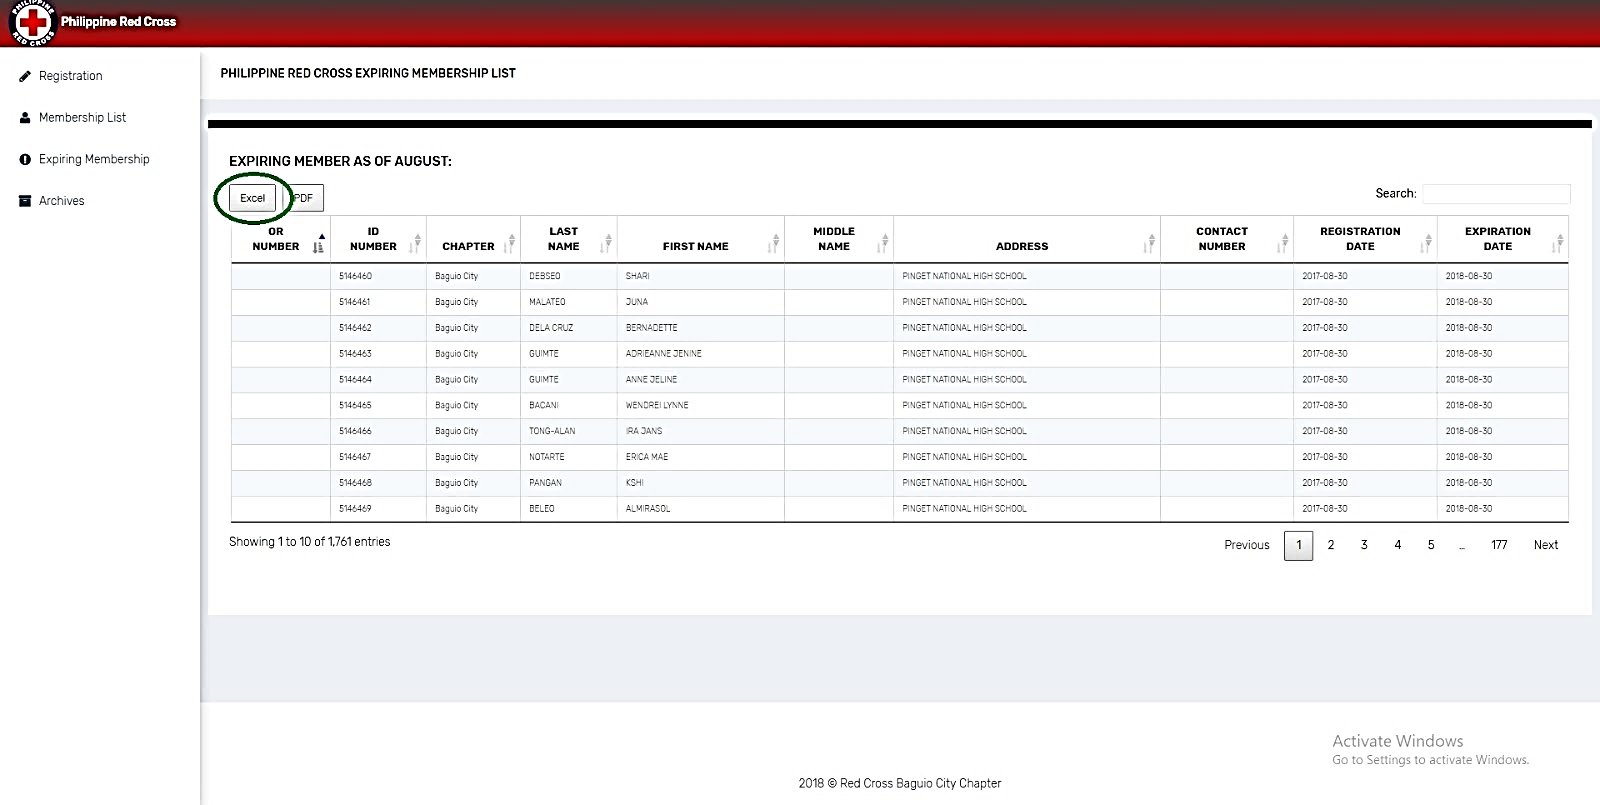 PHILIPPINE RED CROSS
Philippine Red Cross
Registration
Membership List
Expiring Membership
Archives
PHILIPPINE RED CROSS EXPIRING MEMBERSHIP LIST
EXPIRING MEMBER AS OF AUGUST:
Excel PDF Search:
OR NUMBER ID NUMBER CHAPTER LAST NAME FIRST NAME MIDDLE NAME ADDRESS CONTACT NUMBER REGISTRATION DATE EXPIRATION DATE
5146460 Baguio City DEBSEO SHARI PINGET NATIONAL HIGH SCHOOL 2017-08-30 2018-08-30
5146461 Baguio City MALATEO JUNA PINGET NATIONAL HIGH SCHOOL 2017-08-30 2018-08-30
5146462 Baguio City DELA CRUZ BERNADETTE PINGET NATIONAL HIGH SCHOOL 2017-08-30 2018-08-30
5146463 Baguio City GUIMTE ADRIEANNE JENINE PINGET NATIONAL HIGH SCHOOL 2017-08-30 2018-08-30
5146464 Baguio City GUIMTE ANNE JELINE PINGET NATIONAL HIGH SCHOOL 2017-08-30 2018-08-30
5146465 Baguio City BACANI WENDREI LYNNE PINGET NATIONAL HIGH SCHOOL 2017-08-30 2018-08-30
5146466 Baguio City TONG-ALAN IRA JANS PINGET NATIONAL HIGH SCHOOL 2017-08-30 2018-08-30
5146467 Baguio City NOTARTE ERICA MAE PINGET NATIONAL HIGH SCHOOL 2017-08-30 2018-08-30
5146468 Baguio City PANGAN KSHI PINGET NATIONAL HIGH SCHOOL 2017-08-30 2018-08-30
5146469 Baguio City BELEO ALMIRASOL PINGET NATIONAL HIGH SCHOOL 2017-08-30 2018-08-30
Showing 1 to 10 of 1,761 entries
Previous 1 2 3 4 5 … 177 Next
Activate Windows
Go to Settings to activate Windows.
2018 © Red Cross Baguio City Chapter